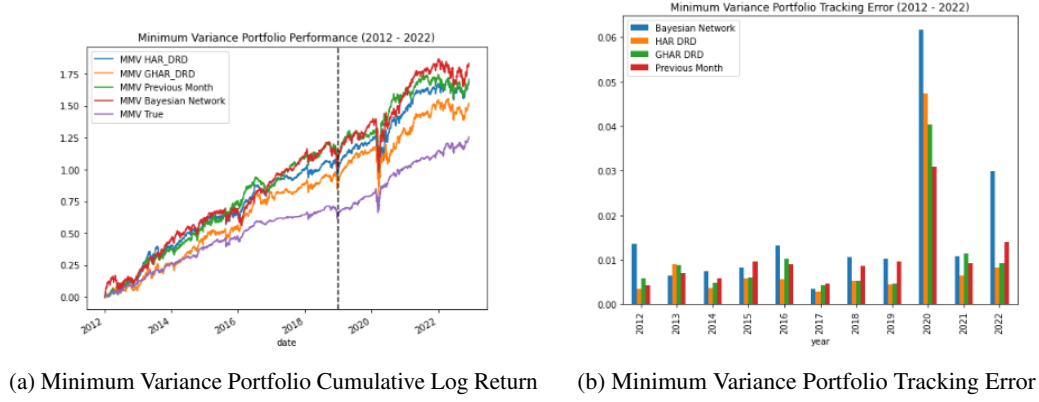 Minimum Variance Portfolio Performance (2012 - 2022)
MMV HAR_DRD
MMV GHAR_DRD
MMV Previous Month
MMV Bayesian Network
MMV True
1.75
1.50
1.25
1.00
0.75
0.50
0.25
0.00
2012 2014 2016 2018 2020 2022
date
Minimum Variance Portfolio Tracking Error (2012 - 2022)
Bayesian Network
HAR DRD
GHAR DRD
Previous Month
0.06
0.05
0.04
0.03
0.02
0.01
0.00
2012 2013 2014 2015 2016 2017 2018 2019 2020 2021 2022
year
(a) Minimum Variance Portfolio Cumulative Log Return
(b) Minimum Variance Portfolio Tracking Error